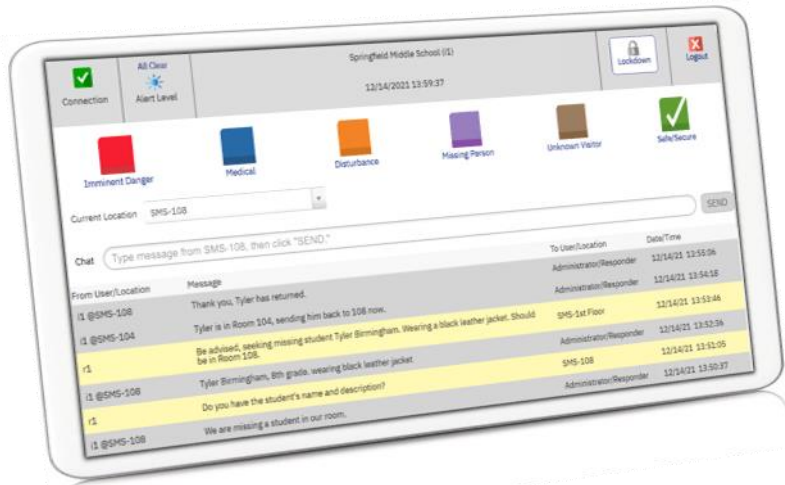 All Clear
Connection
Alert Level
Springfield Middle School (i1)
12/14/2021 13:59:37
Lockdown
Logout
Imminent Danger
Medical
Disturbance
Missing Person
Unknown Visitor
Safe/Secure
Current Location SMS-108
Chat Type message from SMS-108, then click "SEND." SEND
From User/Location Message To User/Location Date/Time
i1 @SMS-108 Thank you, Tyler has returned. Administrator/Responder 12/14/21 13:55:06
i1 @SMS-104 Tyler is in Room 104, sending him back to 108 now. Administrator/Responder 12/14/21 13:54:18
r1 Be advised, seeking missing student Tyler Birmingham. Wearing a black leather jacket. Should SMS-1st Floor 12/14/21 13:53:46
be in Room 108.
i1 @SMS-108 Tyler Birmingham, 8th grade, wearing black leather jacket Administrator/Responder 12/14/21 13:52:36
r1 Do you have the student's name and description? SMS-108 12/14/21 13:51:05
i1 @SMS-108 We are missing a student in our room. Administrator/Responder 12/14/21 13:50:37